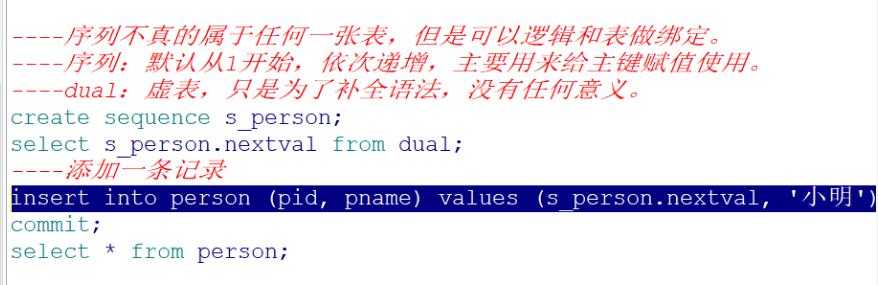 ----序列不真的属于任何一张表，但是可以逻辑和表做绑定。
----序列：默认从1开始，依次递增，主要用来给主键赋值使用。
----dual：虚表，只是为了补全语法，没有任何意义。
create sequence s_person;
select s_person.nextval from dual;
----添加一条记录
insert into person (pid, pname) values (s_person.nextval, '小明')
commit;
select * from person;